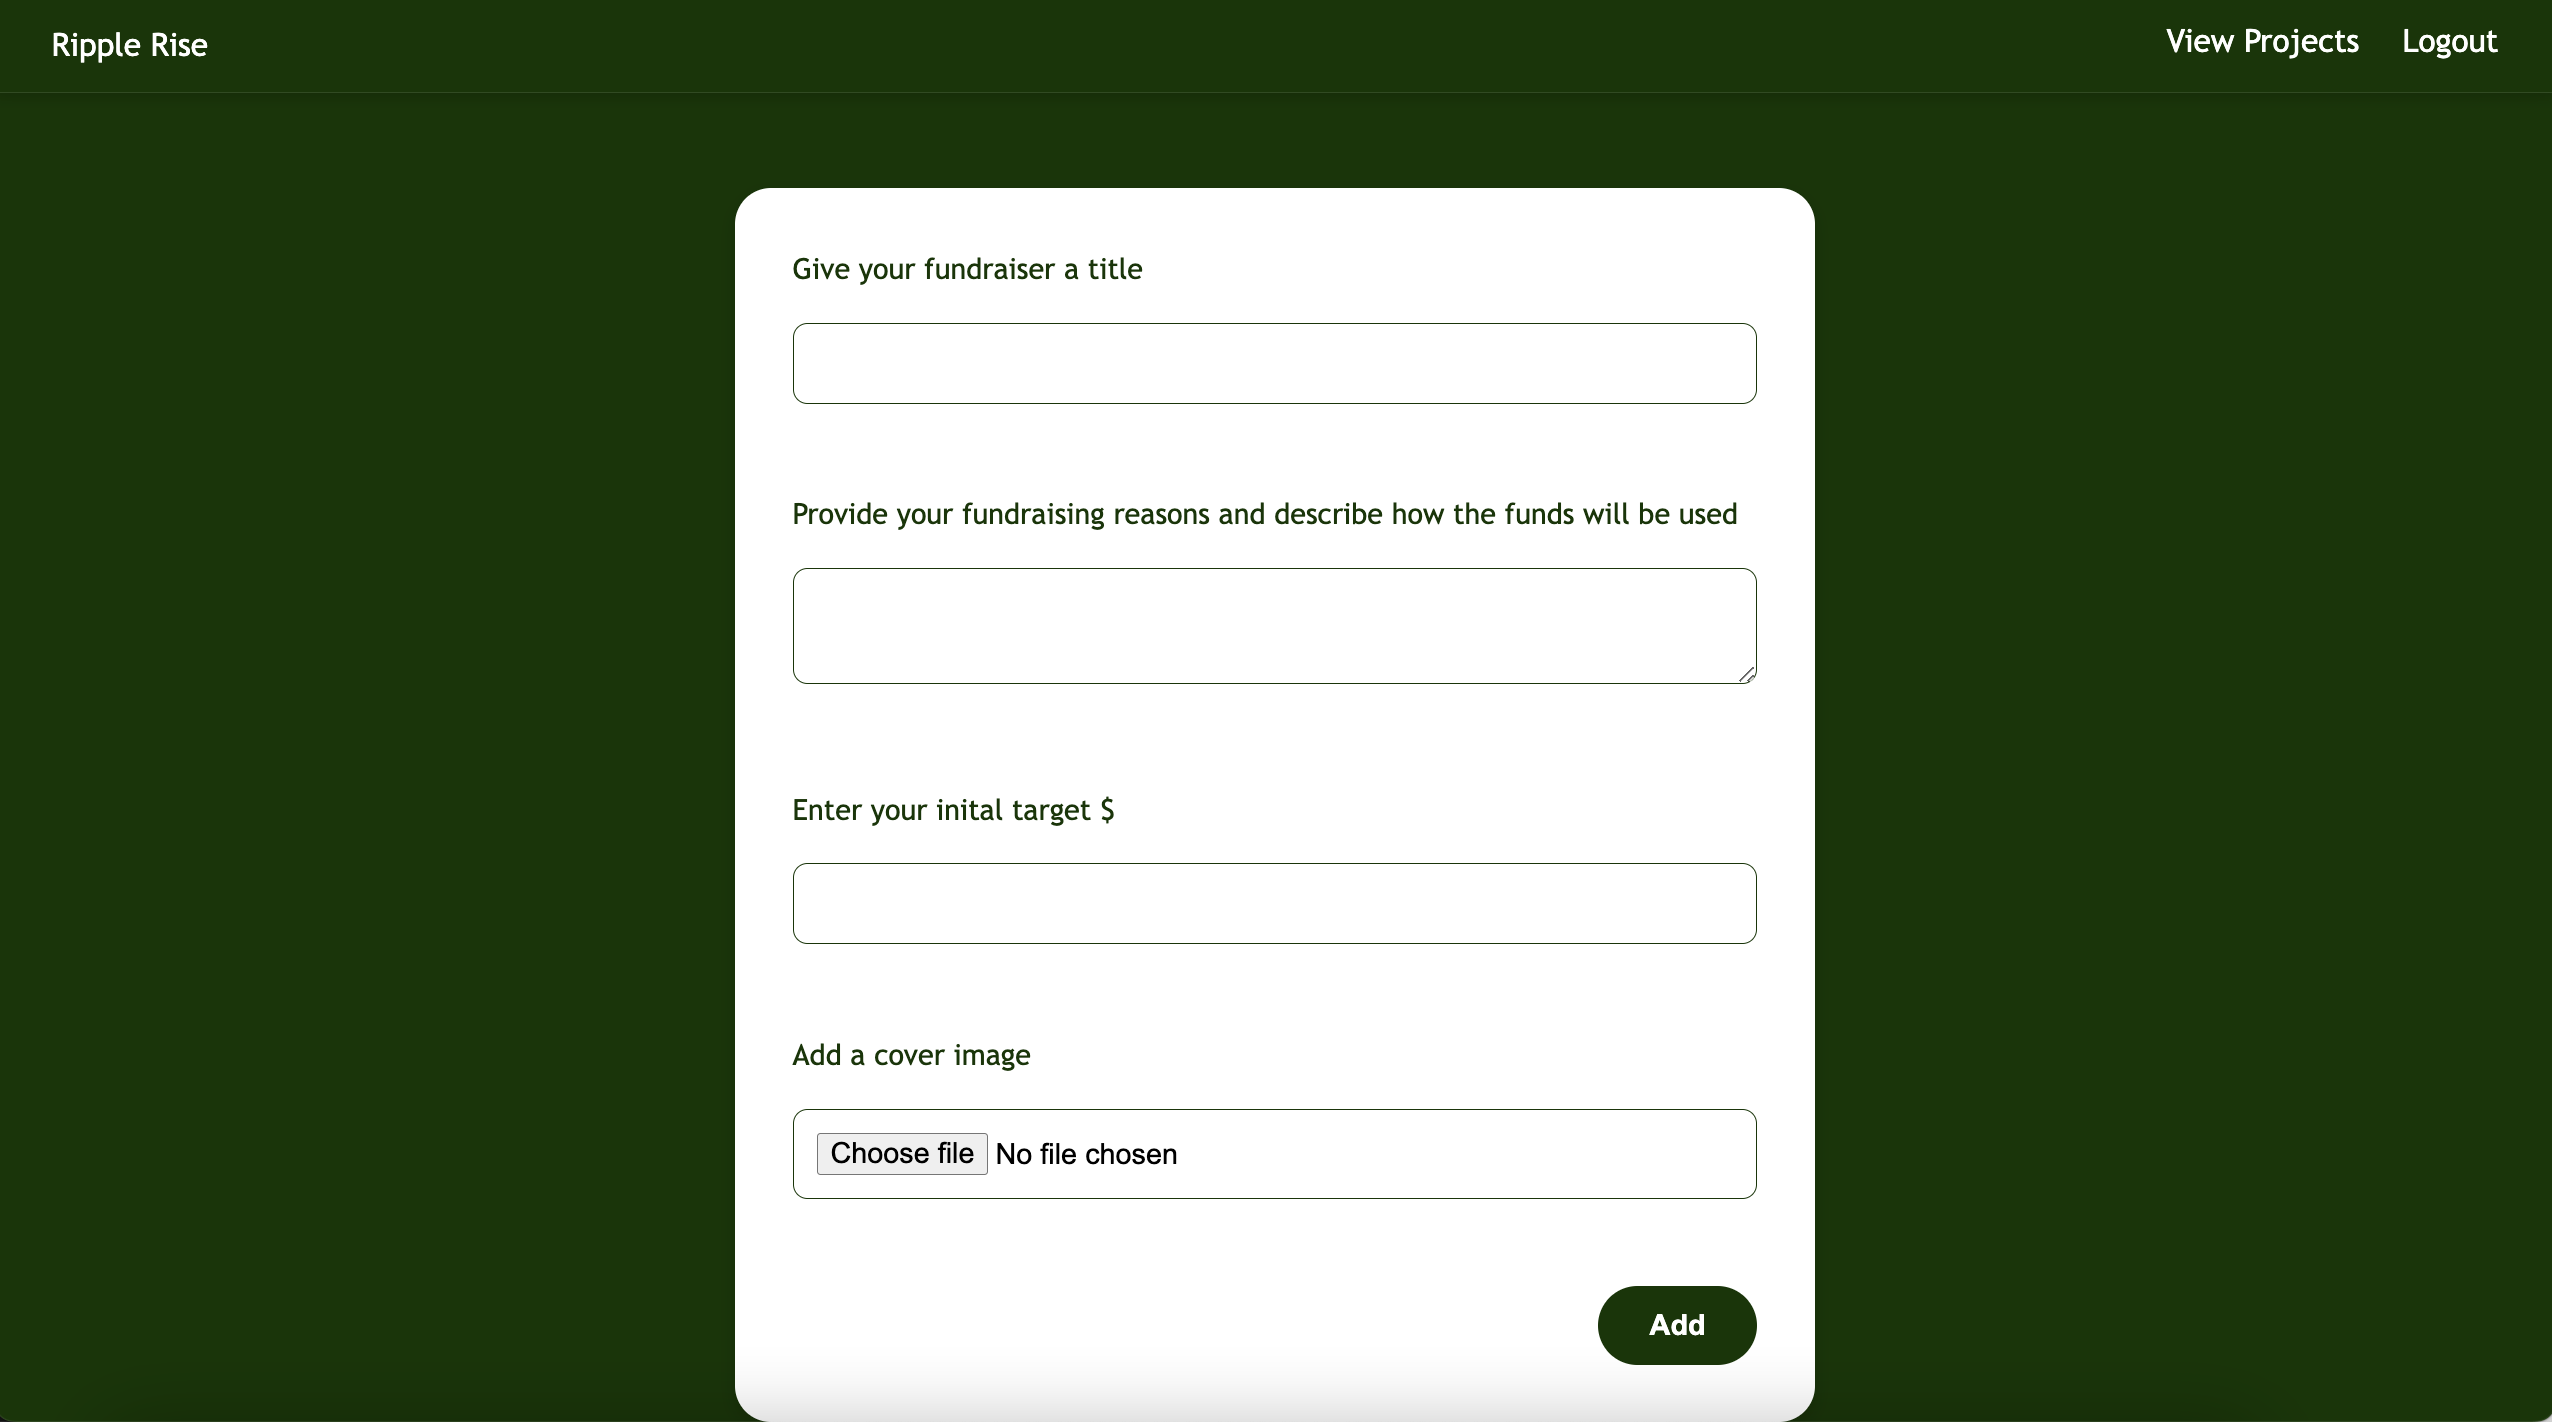 Ripple Rise
View Projects
Logout
Give your fundraiser a title
Provide your fundraising reasons and describe how the funds will be used
Enter your inital target $
Add a cover image
Choose file No file chosen
Add